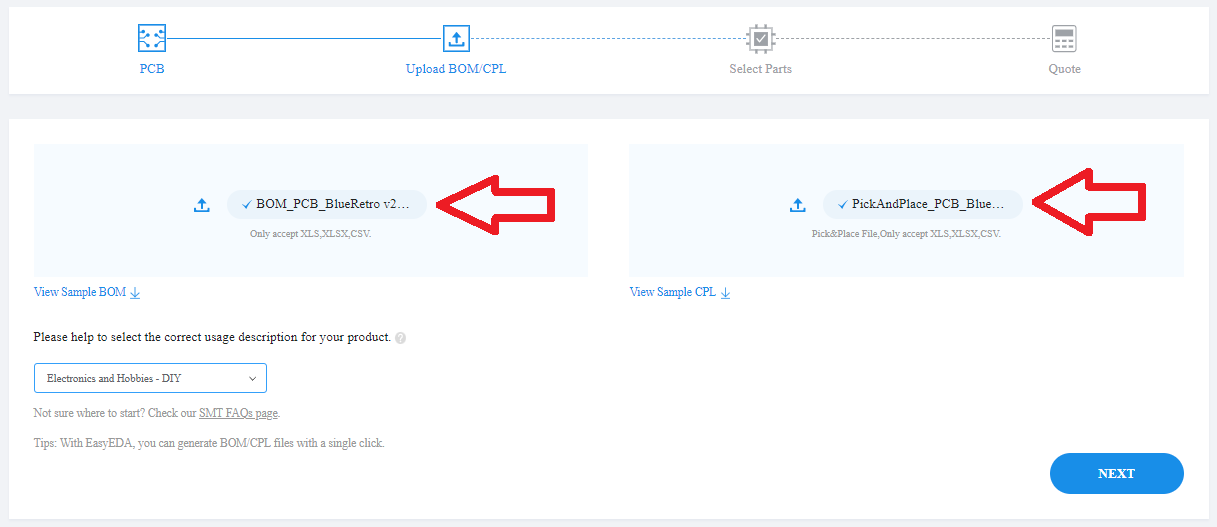 PCB
Upload BOM/CPL
Select Parts
Quote
BOM_PCB_BlueRetro v2...
Only accept XLS,XLSX,CSV.
PickAndPlace_PCB_Blue...
Pick&Place File,Only accept XLS,XLSX,CSV.
View Sample BOM
View Sample CPL
Please help to select the correct usage description for your product. ?
Electronics and Hobbies - DIY
Not sure where to start? Check our SMT FAQs page.
Tips: With EasyEDA, you can generate BOM/CPL files with a single click.
NEXT